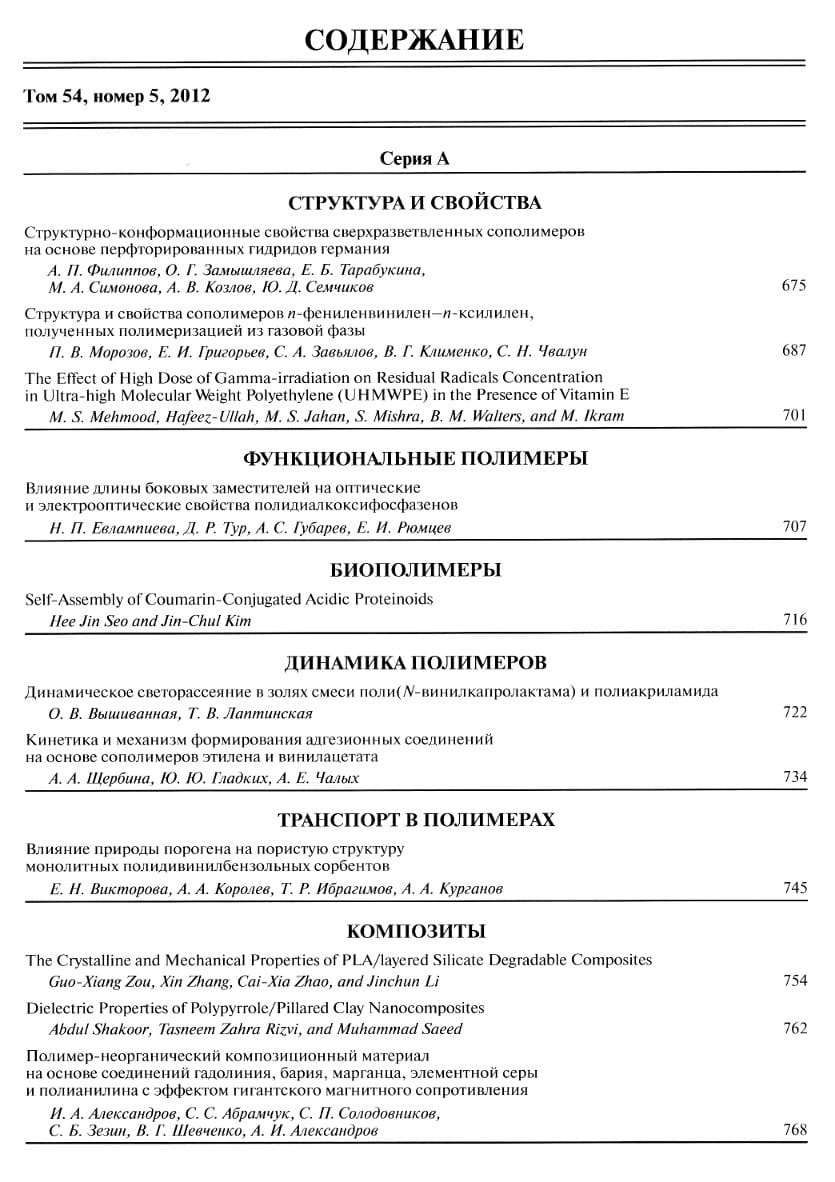 СОДЕРЖАНИЕ
Том 54, номер 5, 2012
Серия А
СТРУКТУРА И СВОЙСТВА
Структурно-конформационные свойства сверхразветвленных сополимеров
на основе перфторированных гидридов германия
А. П. Филиппов, О. Г. Замышляева, Е. Б. Тарабукина,
М. А. Симонова, А. В. Козлов, Ю. Д. Семчиков 675
Структура и свойства сополимеров п-фениленвинилен–п-ксилилен,
полученных полимеризацией из газовой фазы
П. В. Морозов, Е. И. Григорьев, С. А. Завьялов, В. Г. Клименко, С. Н. Чвалун 687
The Effect of High Dose of Gamma-irradiation on Residual Radicals Concentration
in Ultra-high Molecular Weight Polyethylene (UHMWPE) in the Presence of Vitamin E
M. S. Mehmood, Hafeez-Ullah, M. S. Jahan, S. Mishra, B. M. Walters, and M. Ikram 701
ФУНКЦИОНАЛЬНЫЕ ПОЛИМЕРЫ
Влияние длины боковых заместителей на оптические
и электрооптические свойства полидиалкоксифосфазенов
Н. П. Евлампиева, Д. Р. Тур, А. С. Губарев, Е. И. Рюмцев 707
БИОПОЛИМЕРЫ
Self-Assembly of Coumarin-Conjugated Acidic Proteinoids
Hee Jin Seo and Jin-Chul Kim 716
ДИНАМИКА ПОЛИМЕРОВ
Динамическое светорассеяние в золях смеси поли(N-винилкапролактама) и полиакриламида
О. В. Вышиванная, Т. В. Лаптинская 722
Кинетика и механизм формирования адгезионных соединений
на основе сополимеров этилена и винилацетата
А. А. Щербина, Ю. Ю. Гладких, А. Е. Чалых 734
ТРАНСПОРТ В ПОЛИМЕРАХ
Влияние природы порогена на пористую структуру
монолитных полидивинилбензольных сорбентов
Е. Н. Викторова, А. А. Королев, Т. Р. Ибрагимов, А. А. Курганов 745
КОМПОЗИТЫ
The Crystalline and Mechanical Properties of PLA/layered Silicate Degradable Composites
Guo-Xiang Zou, Xin Zhang, Cai-Xia Zhao, and Jinchun Li 754
Dielectric Properties of Polypyrrole/Pillared Clay Nanocomposites
Abdul Shakoor, Tasneem Zahra Rizvi, and Muhammad Saeed 762
Полимер-неорганический композиционный материал
на основе соединений гадолиния, бария, марганца, элементной серы
и полианилина с эффектом гигантского магнитного сопротивления
И. А. Александров, С. С. Абрамчук, С. П. Солодовников,
С. Б. Зезин, В. Г. Шевченко, А. И. Александров 768